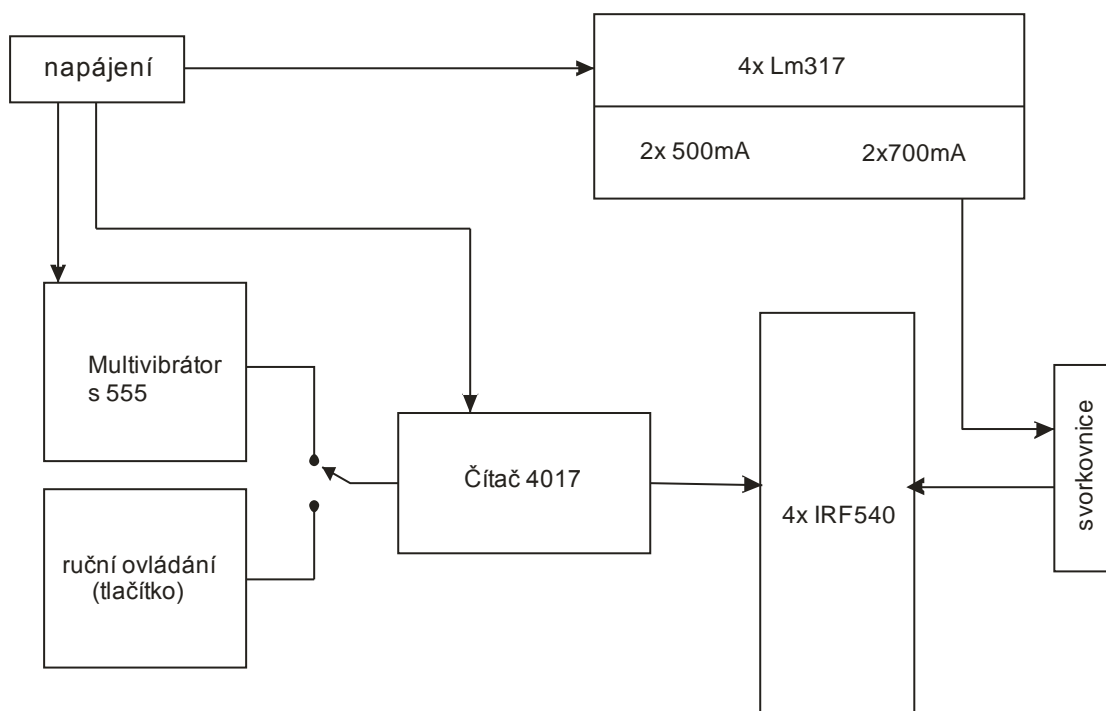 napájení
4x Lm317
2x 500mA
2x700mA
Multivibrátor
s 555
Čítač 4017
4x IRF540
svorkovnice
ruční ovládání
(tlačítko)